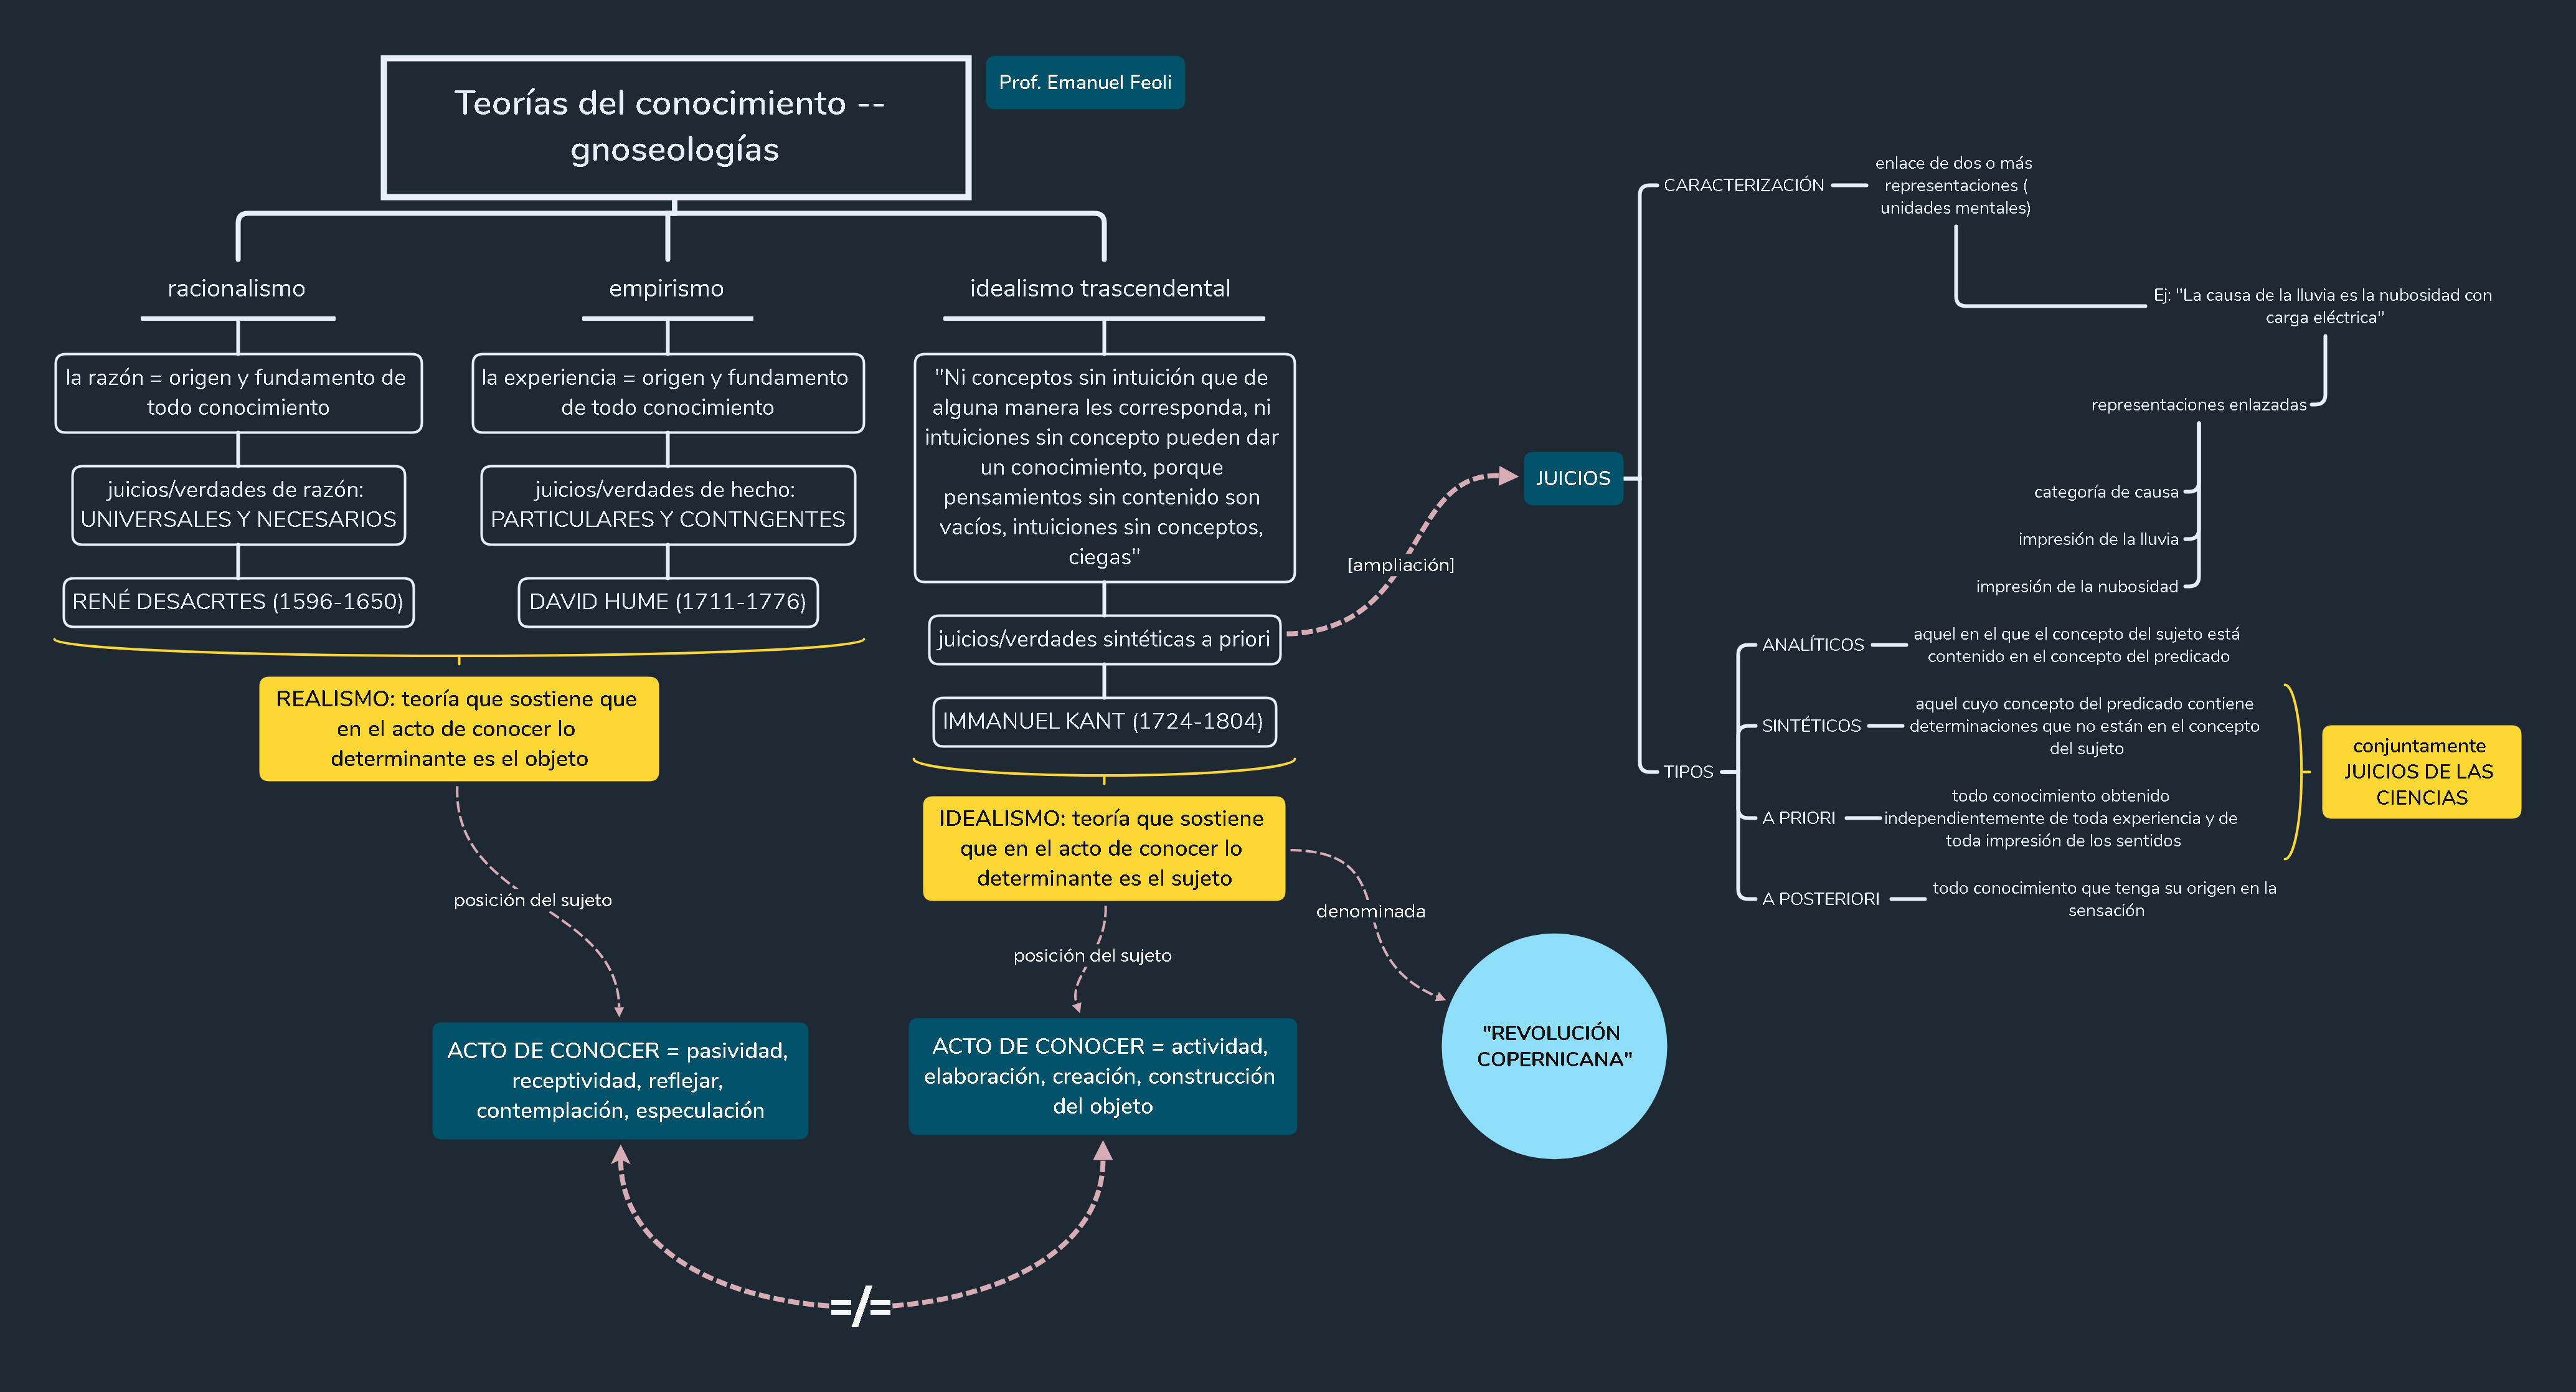 Teorías del conocimiento --
gnoseologías
Prof. Emanuel Feoli
racionalismo
la razón = origen y fundamento de
todo conocimiento
juicios/verdades de razón:
UNIVERSALES Y NECESARIOS
RENÉ DESACRTES (1596-1650)
empirismo
la experiencia = origen y fundamento
de todo conocimiento
juicios/verdades de hecho:
PARTICULARES Y CONTNGENTES
DAVID HUME (1711-1776)
REALISMO: teoría que sostiene que
en el acto de conocer lo
determinante es el objeto
posición del sujeto
ACTO DE CONOCER = pasividad,
receptividad, reflejar,
contemplación, especulación
idealismo trascendental
"Ni conceptos sin intuición que de
alguna manera les corresponda, ni
intuiciones sin concepto pueden dar
un conocimiento, porque
pensamientos sin contenido son
vacíos, intuiciones sin conceptos,
ciegas"
juicios/verdades sintéticas a priori
IMMANUEL KANT (1724-1804)
IDEALISMO: teoría que sostiene
que en el acto de conocer lo
determinante es el sujeto
posición del sujeto
ACTO DE CONOCER = actividad,
elaboración, creación, construcción
del objeto
=/=
denominada
"REVOLUCIÓN
COPERNICANA"
[ampliación]
JUICIOS
CARACTERIZACIÓN
enlace de dos o más
representaciones (
unidades mentales)
Ej: "La causa de la lluvia es la nubosidad con
carga eléctrica"
representaciones enlazadas
categoría de causa
impresión de la lluvia
impresión de la nubosidad
TIPOS
ANALÍTICOS
aquel en el que el concepto del sujeto está
contenido en el concepto del predicado
SINTÉTICOS
aquel cuyo concepto del predicado contiene
determinaciones que no están en el concepto
del sujeto
A PRIORI
todo conocimiento obtenido
independientemente de toda experiencia y de
toda impresión de los sentidos
A POSTERIORI
todo conocimiento que tenga su origen en la
sensación
conjuntamente
JUICIOS DE LAS
CIENCIAS